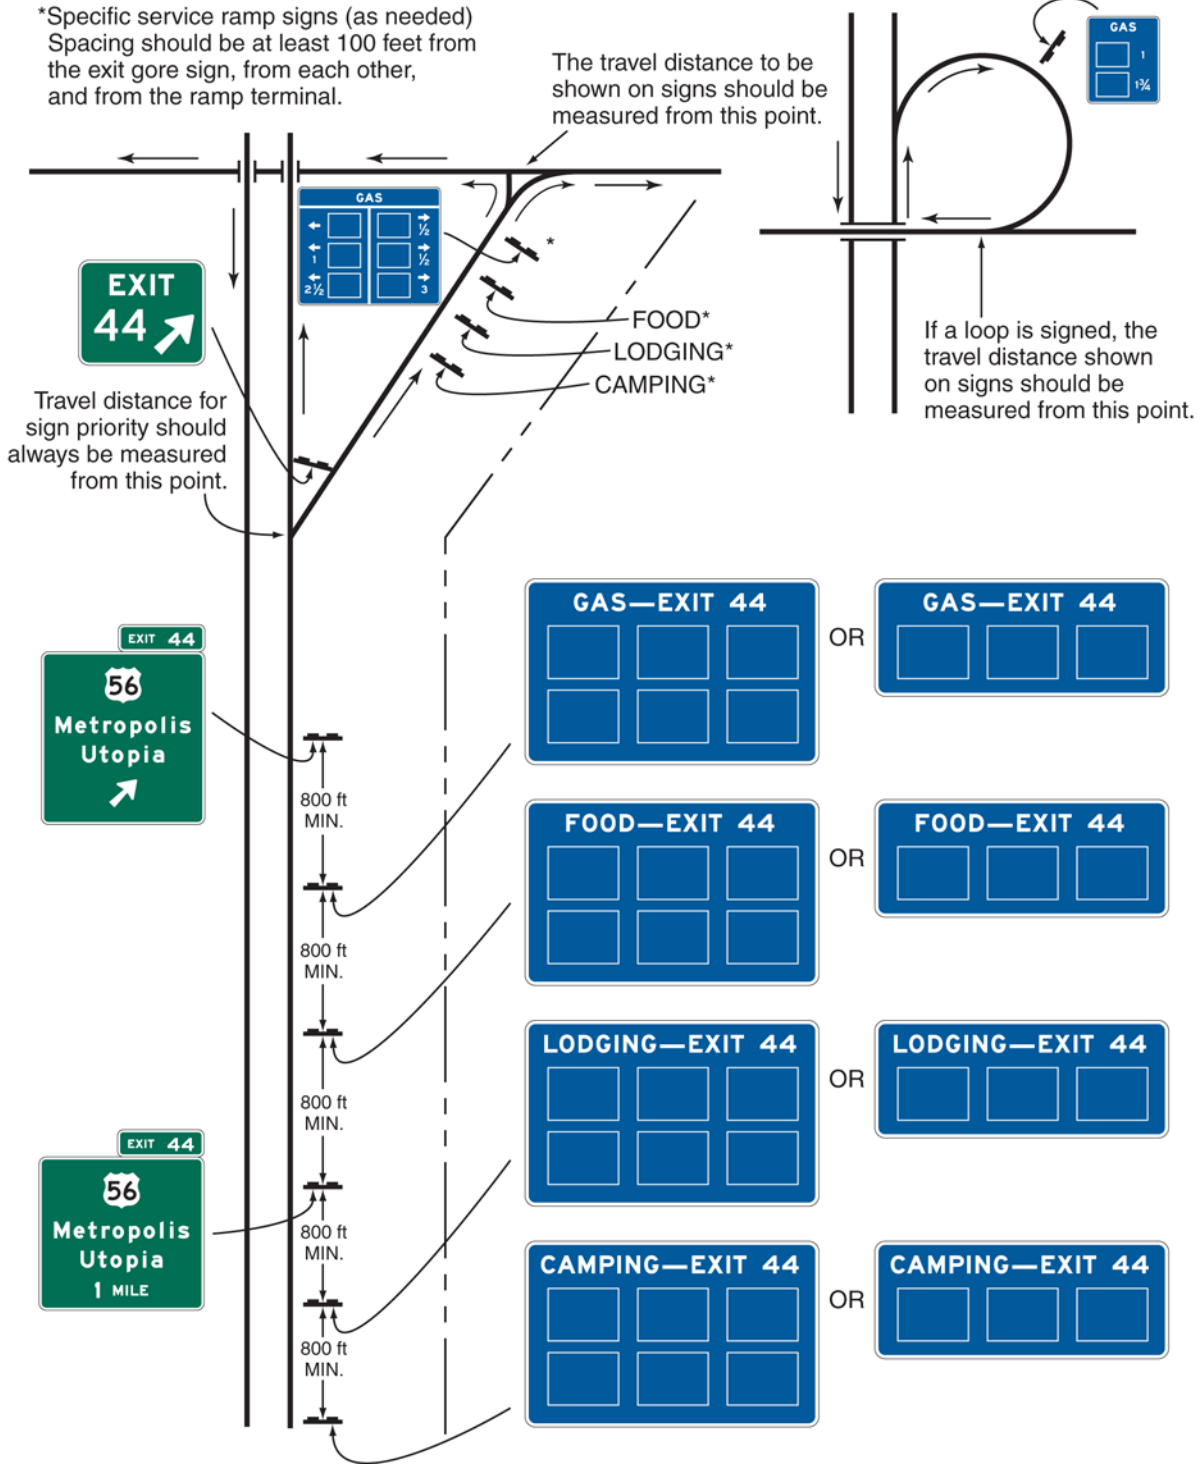 *Specific service ramp signs (as needed)
Spacing should be at least 100 feet from
the exit gore sign, from each other,
and from the ramp terminal.
The travel distance to be
shown on signs should be
measured from this point.
GAS
1
1¾
GAS
½
1
½
2½
3
*
EXIT
44
FOOD*
LODGING*
CAMPING*
If a loop is signed, the
travel distance shown
on signs should be
measured from this point.
Travel distance for
sign priority should
always be measured
from this point.
EXIT 44
56
Metropolis
Utopia
800 ft
MIN.
GAS—EXIT 44
OR
GAS—EXIT 44
800 ft
MIN.
FOOD—EXIT 44
OR
FOOD—EXIT 44
800 ft
MIN.
LODGING—EXIT 44
OR
LODGING—EXIT 44
EXIT 44
56
Metropolis
Utopia
1 MILE
800 ft
MIN.
800 ft
MIN.
CAMPING—EXIT 44
OR
CAMPING—EXIT 44